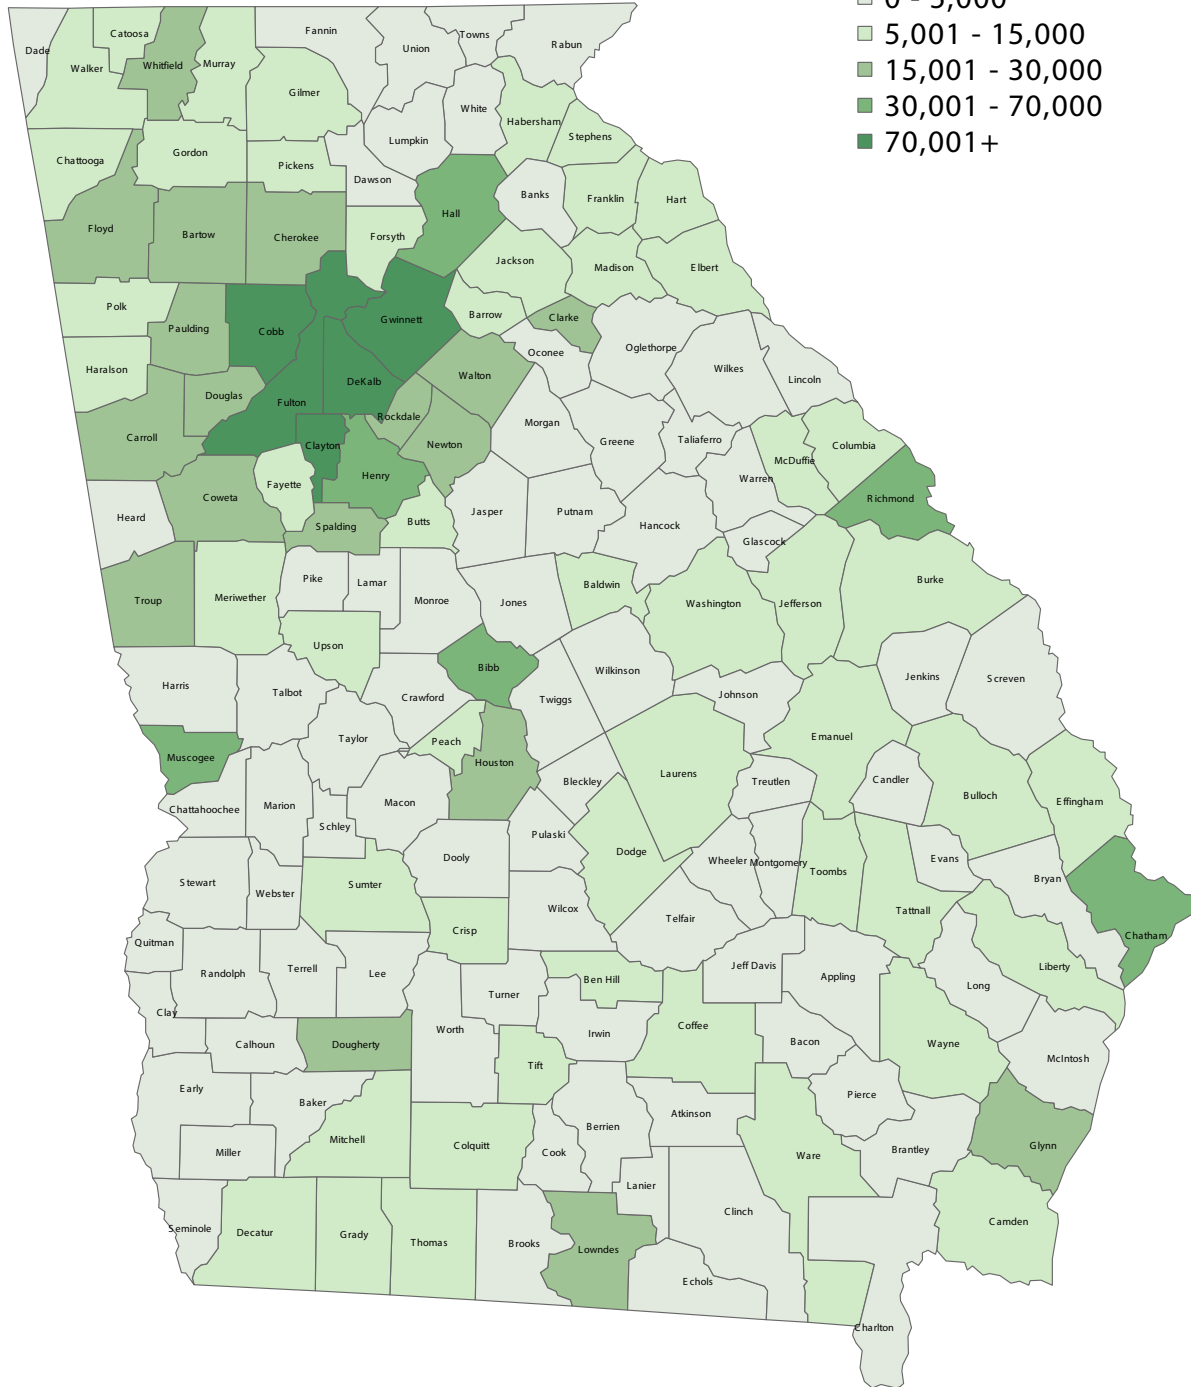 0 - 5,000
5,001 - 15,000
15,001 - 30,000
30,001 - 70,000
70,001+
Dade
Walker
Catoosa
Whitfield
Murray
Fannin
Gilmer
Union
Towns
Rabun
White
Lumpkin
Habersham
Stephens
Chattooga
Gordon
Pickens
Dawson
Hall
Banks
Franklin
Hart
Floyd
Bartow
Cherokee
Forsyth
Jackson
Madison
Elbert
Polk
Paulding
Cobb
Gwinnett
Barrow
Clarke
Oconee
Oglethorpe
Wilkes
Lincoln
Haralson
Douglas
Fulton
DeKalb
Rockdale
Walton
Morgan
Greene
Taliaferro
Carroll
Clayton
Henry
Newton
McDuffie
Columbia
Warren
Richmond
Heard
Coweta
Fayette
Spalding
Butts
Jasper
Putnam
Hancock
Glascock
Troup
Meriwether
Pike
Lamar
Monroe
Jones
Baldwin
Washington
Jefferson
Burke
Upson
Bibb
Wilkinson
Twiggs
Johnson
Jenkins
Screven
Harris
Talbot
Crawford
Taylor
Peach
Houston
Emanuel
Muscogee
Chattahoochee
Marion
Schley
Macon
Bleckley
Laurens
Treutlen
Candler
Bulloch
Effingham
Stewart
Webster
Sumter
Dooly
Pulaski
Dodge
Wheeler
Montgomery
Toombs
Evans
Bryan
Tattnall
Chatham
Quitman
Randolph
Terrell
Lee
Crisp
Wilcox
Telfair
Jeff Davis
Appling
Long
Liberty
Clay
Calhoun
Dougherty
Worth
Turner
Ben Hill
Irwin
Coffee
Bacon
Wayne
McIntosh
Early
Baker
Mitchell
Miller
Tift
Colquitt
Cook
Berrien
Atkinson
Pierce
Ware
Brantley
Glynn
Seminole
Decatur
Grady
Thomas
Brooks
Lowndes
Lanier
Clinch
Echols
Charlton
Camden